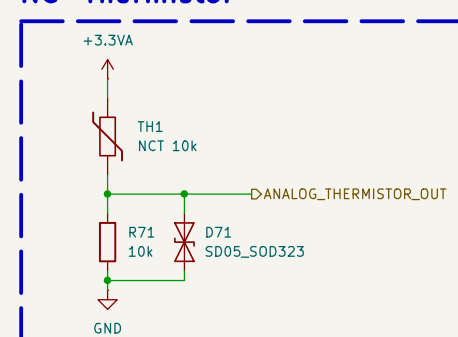 +3.3VA
TH1
NCT 10k
ANALOG_THERMISTOR_OUT
R71
10k
D71
SD05_SOD323
GND